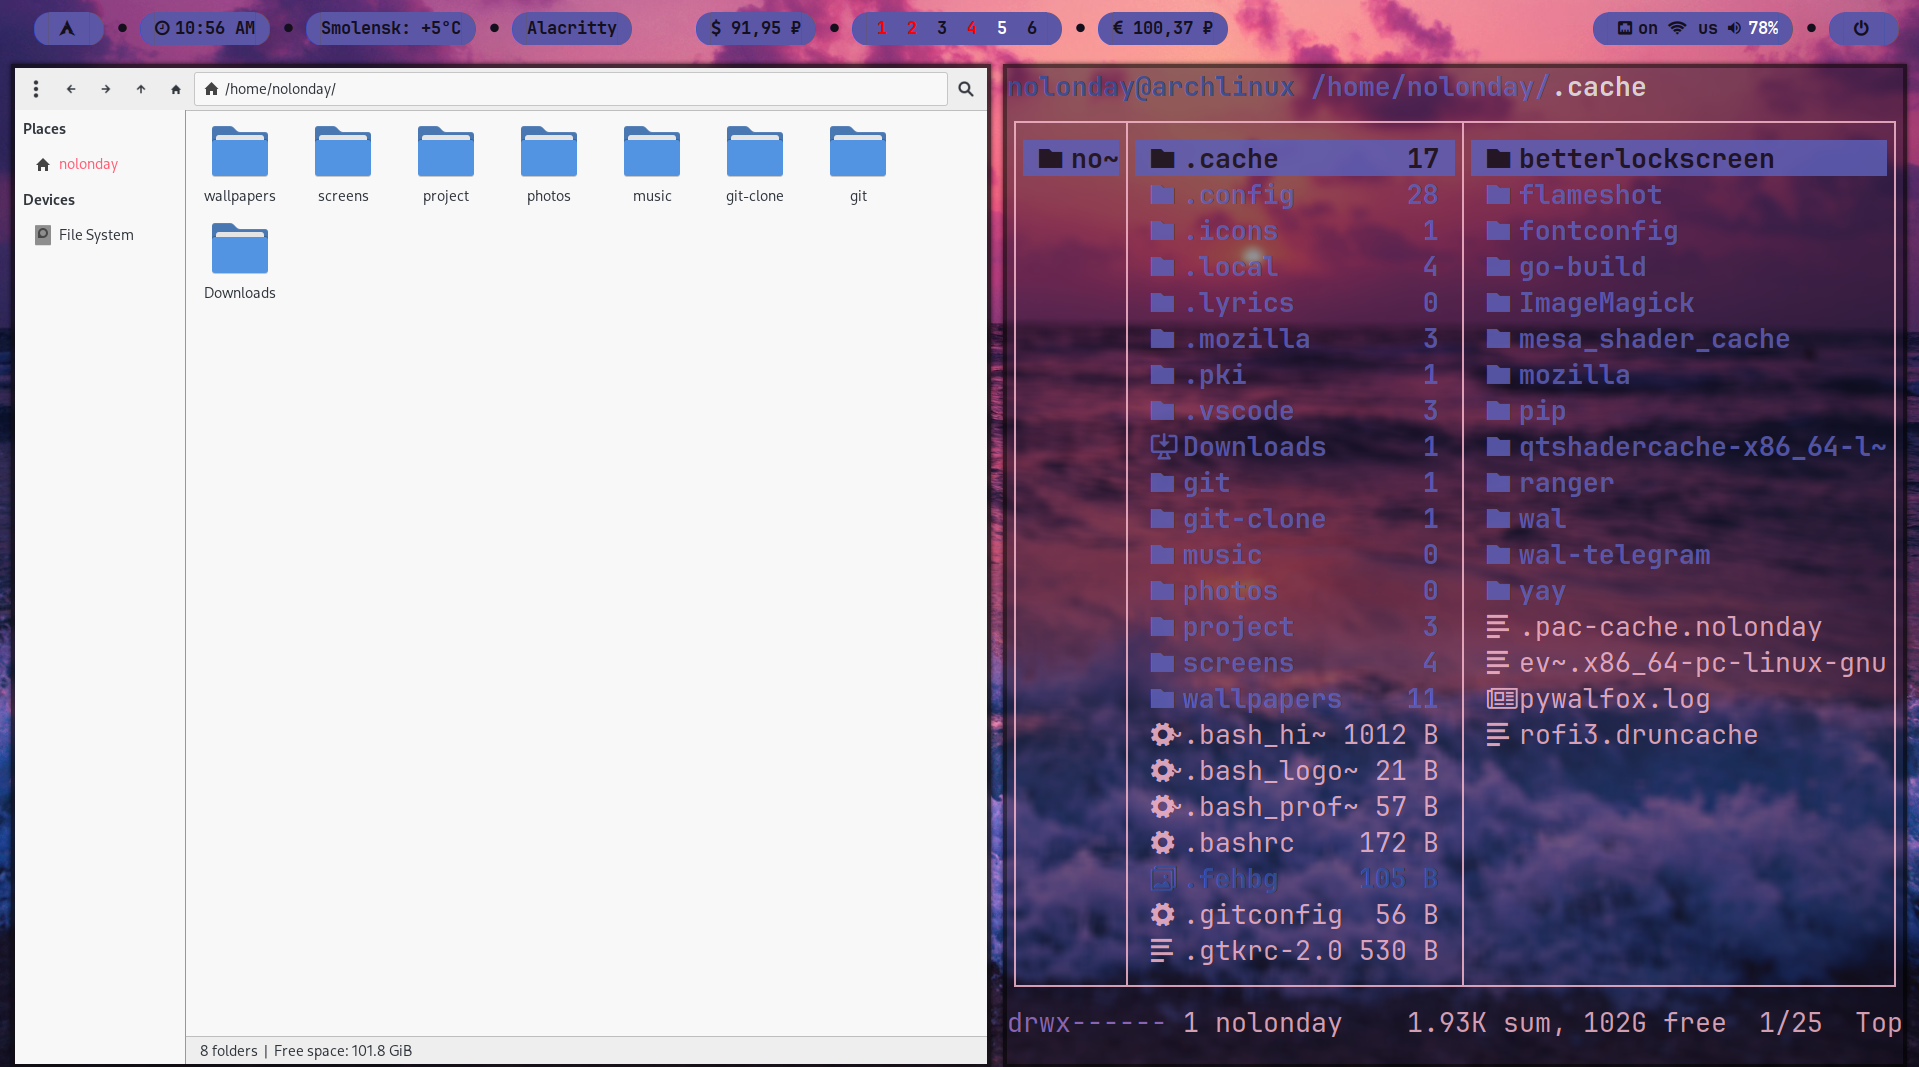 10:56 AM
Smolensk: +5°C
Alacritty
$ 91,95 ₽
1 2 3 4 5 6
€ 100,37 ₽
on us 78%
/home/nolonday/
Places
nolonday
Devices
File System
wallpapers screens project photos music git-clone git
Downloads
8 folders | Free space: 101.8 GiB
nolonday@archlinux /home/nolonday/.cache
no~
.cache 17
.config 28
.icons 1
.local 4
.lyrics 0
.mozilla 3
.pki 1
.vscode 3
Downloads 1
git 1
git-clone 1
music 0
photos 0
project 3
screens 4
wallpapers 11
.bash_hi~ 1012 B
.bash_logo~ 21 B
.bash_prof~ 57 B
.bashrc 172 B
.fehbg 105 B
.gitconfig 56 B
.gtkrc-2.0 530 B
betterlockscreen
flameshot
fontconfig
go-build
ImageMagick
mesa_shader_cache
mozilla
pip
qtshadercache-x86_64-l~
ranger
wal
wal-telegram
yay
.pac-cache.nolonday
ev~.x86_64-pc-linux-gnu
pywalfox.log
rofi3.druncache
drwx------ 1 nolonday 1.93K sum, 102G free 1/25 Top